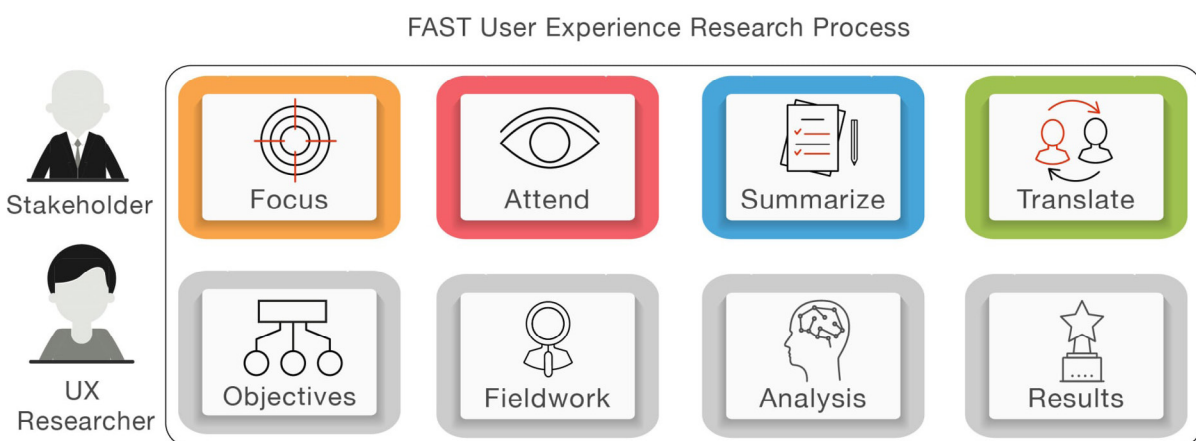 FAST User Experience Research Process
Stakeholder
Focus
Attend
Summarize
Translate
UX
Researcher
Objectives
Fieldwork
Analysis
Results